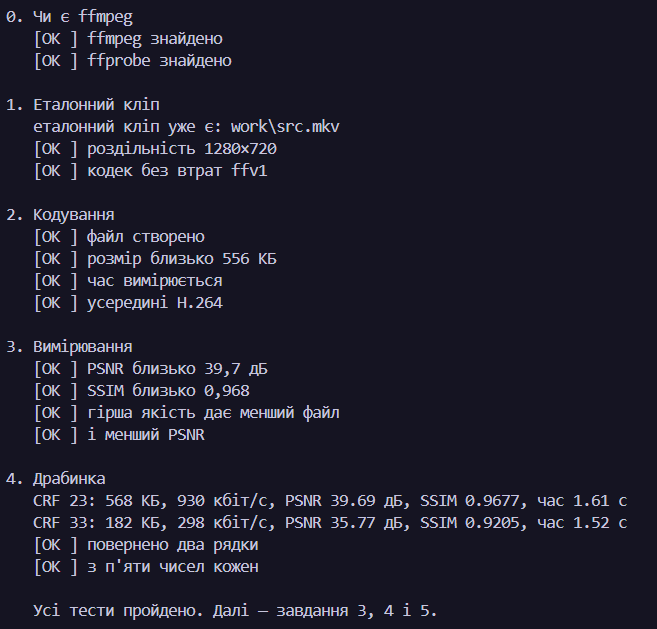 0. Чи є ffmpeg
[OK ] ffmpeg знайдено
[OK ] ffprobe знайдено
1. Еталонний кліп
еталонний кліп уже є: work\src.mkv
[OK ] роздільність 1280×720
[OK ] кодек без втрат ffv1
2. Кодування
[OK ] файл створено
[OK ] розмір близько 556 КБ
[OK ] час вимірюється
[OK ] усередині H.264
3. Вимірювання
[OK ] PSNR близько 39,7 дБ
[OK ] SSIM близько 0,968
[OK ] гірша якість дає менший файл
[OK ] і менший PSNR
4. Драбинка
CRF 23: 568 КБ, 930 кбіт/с, PSNR 39.69 дБ, SSIM 0.9677, час 1.61 с
CRF 33: 182 КБ, 298 кбіт/с, PSNR 35.77 дБ, SSIM 0.9205, час 1.52 с
[OK ] повернено два рядки
[OK ] з п'яти чисел кожен
Усі тести пройдено. Далі — завдання 3, 4 і 5.